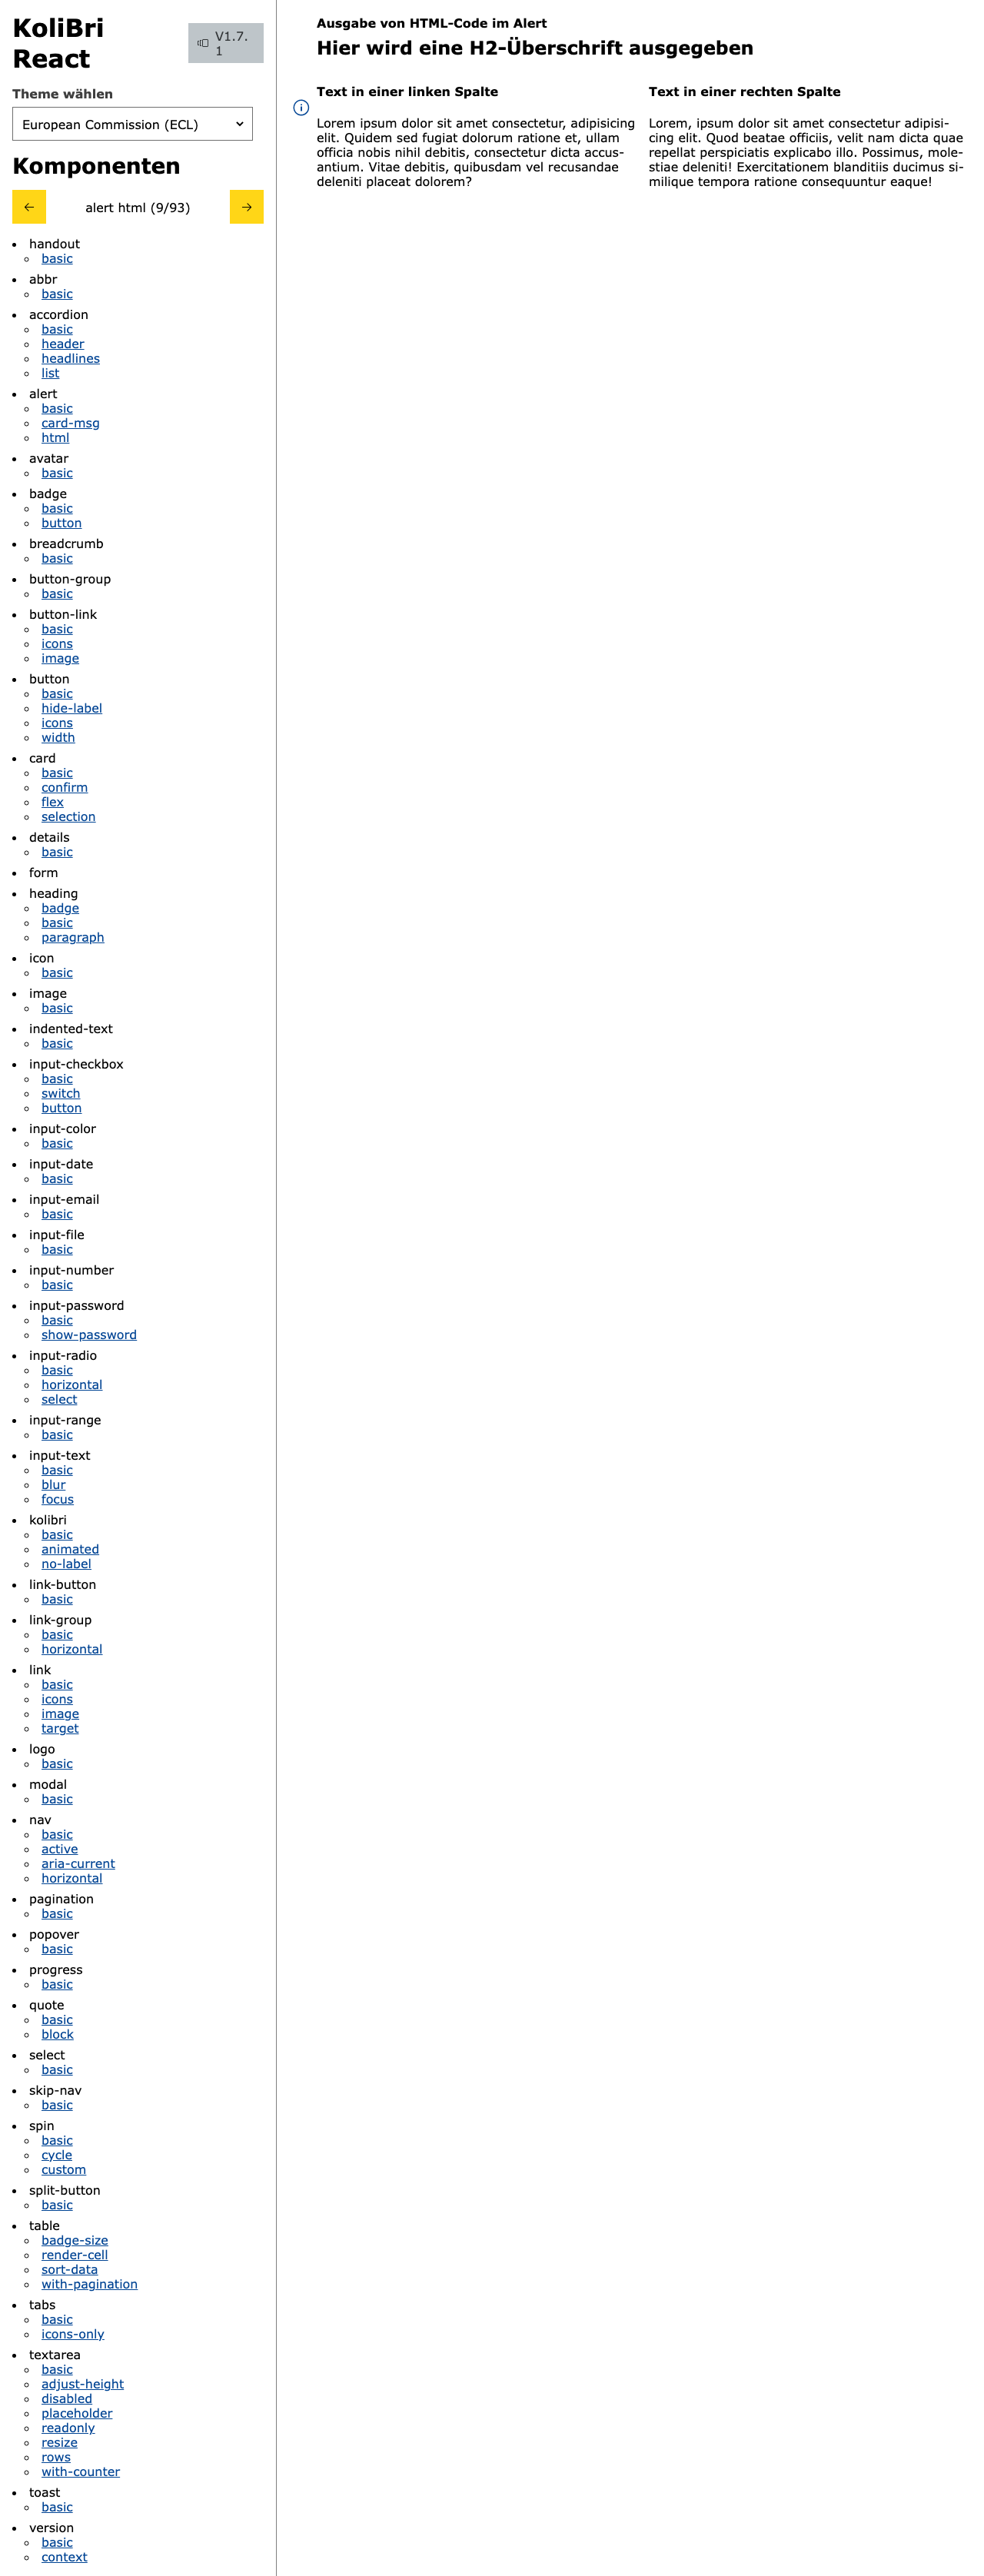 KoliBri
React
V1.7.
1
Theme wählen
European Commission (ECL)
Komponenten
alert html (9/93)
handout
basic
abbr
basic
accordion
basic
header
headlines
list
alert
basic
card-msg
html
avatar
basic
badge
basic
button
breadcrumb
basic
button-group
basic
button-link
basic
icons
image
button
basic
hide-label
icons
width
card
basic
confirm
flex
selection
details
basic
form
heading
badge
basic
paragraph
icon
basic
image
basic
indented-text
basic
input-checkbox
basic
switch
button
input-color
basic
input-date
basic
input-email
basic
input-file
basic
input-number
basic
input-password
basic
show-password
input-radio
basic
horizontal
select
input-range
basic
input-text
basic
blur
focus
kolibri
basic
animated
no-label
link-button
basic
link-group
basic
horizontal
link
basic
icons
image
target
logo
basic
modal
basic
nav
basic
active
aria-current
horizontal
pagination
basic
popover
basic
progress
basic
quote
basic
block
select
basic
skip-nav
basic
spin
basic
cycle
custom
split-button
basic
table
badge-size
render-cell
sort-data
with-pagination
tabs
basic
icons-only
textarea
basic
adjust-height
disabled
placeholder
readonly
resize
rows
with-counter
toast
basic
version
basic
context
Ausgabe von HTML-Code im Alert
Hier wird eine H2-Überschrift ausgegeben
Text in einer linken Spalte
Lorem ipsum dolor sit amet consectetur, adipisicing
elit. Quidem sed fugiat dolorum ratione et, ullam
officia nobis nihil debitis, consectetur dicta accus-
antium. Vitae debitis, quibusdam vel recusandae
deleniti placeat dolorem?
Text in einer rechten Spalte
Lorem, ipsum dolor sit amet consectetur adipisi-
cing elit. Quod beatae officiis, velit nam dicta quae
repellat perspiciatis explicabo illo. Possimus, mole-
stiae deleniti! Exercitationem blanditiis ducimus si-
milique tempora ratione consequuntur eaque!